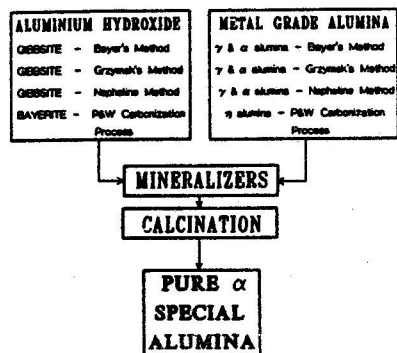 ALUMINIUM HYDROXIDE
GIBBSITE - Bayer's Method
GIBBSITE - Grzymek's Method
GIBBSITE - Nepheline Method
BAYERITE - P&W Carbonization
Process
METAL GRADE ALUMINA
γ & α alumina - Bayer's Method
γ & α alumina - Grzymek's Method
γ & α alumina - Nepheline Method
η alumina - P&W Carbonization
Process
MINERALIZERS
CALCINATION
PURE α
SPECIAL
ALUMINA